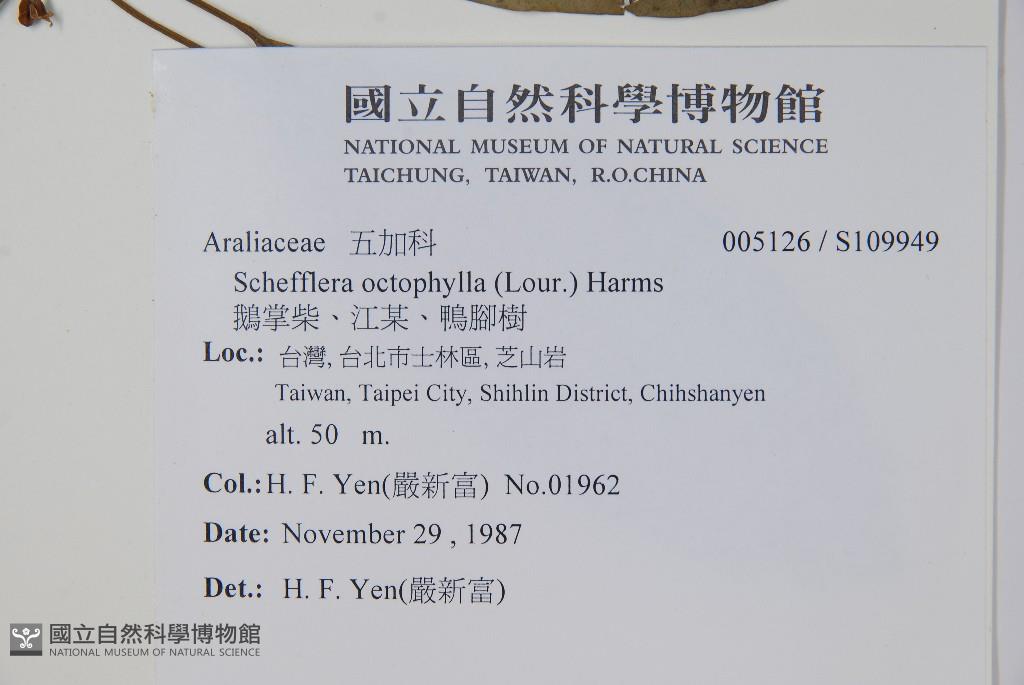 國立自然科學博物館
NATIONAL MUSEUM OF NATURAL SCIENCE
TAICHUNG, TAIWAN, R.O.CHINA
Araliaceae 五加科 005126 / S109949
Schefflera octophylla (Lour.) Harms
鵝掌柴、江某、鴨腳樹
Loc.: 台灣, 台北市士林區, 芝山岩
Taiwan, Taipei City, Shihlin District, Chihshanyen
alt. 50 m.
Col.: H. F. Yen(嚴新富) No.01962
Date: November 29 , 1987
Det.: H. F. Yen(嚴新富)
國立自然科學博物館
NATIONAL MUSEUM OF NATURAL SCIENCE